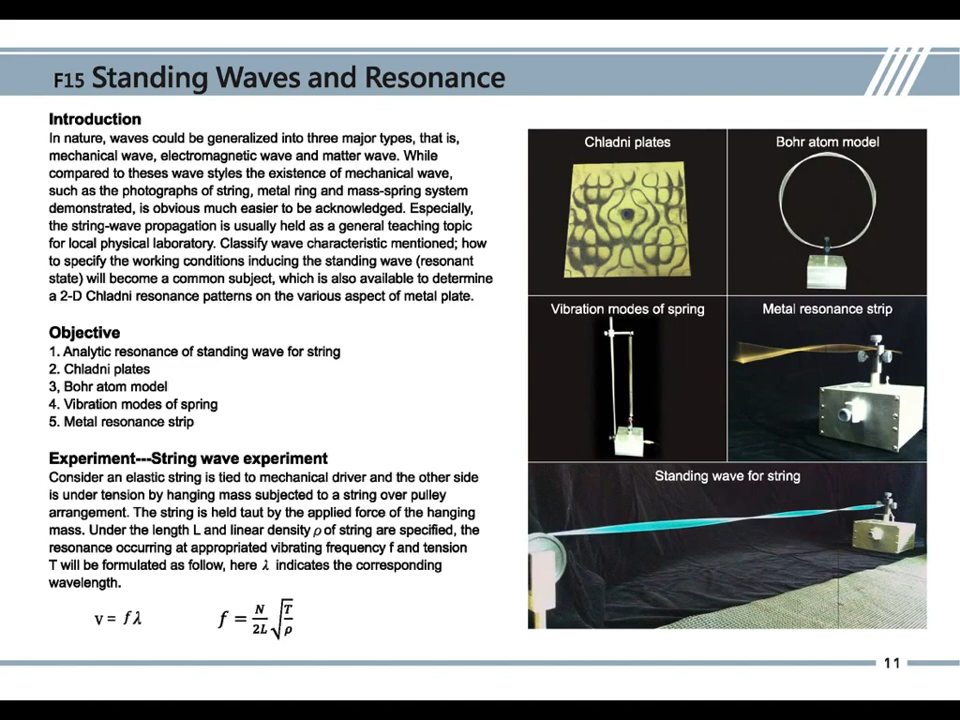 F15 Standing Waves and Resonance
Introduction
In nature, waves could be generalized into three major types, that is,
mechanical wave, electromagnetic wave and matter wave. While
compared to theses wave styles the existence of mechanical wave,
such as the photographs of string, metal ring and mass-spring system
demonstrated, is obvious much easier to be acknowledged. Especially,
the string-wave propagation is usually held as a general teaching topic
for local physical laboratory. Classify wave characteristic mentioned; how
to specify the working conditions inducing the standing wave (resonant
state) will become a common subject, which is also available to determine
a 2-D Chladni resonance patterns on the various aspect of metal plate.
Objective
1. Analytic resonance of standing wave for string
2. Chladni plates
3, Bohr atom model
4. Vibration modes of spring
5. Metal resonance strip
Experiment---String wave experiment
Consider an elastic string is tied to mechanical driver and the other side
is under tension by hanging mass subjected to a string over pulley
arrangement. The string is held taut by the applied force of the hanging
mass. Under the length L and linear density ρ of string are specified, the
resonance occurring at appropriated vibrating frequency f and tension
T will be formulated as follow, here λ indicates the corresponding
wavelength.
v = fλ f = N/2L √T/ρ
Chladni plates
Bohr atom model
Vibration modes of spring
Metal resonance strip
Standing wave for string
11